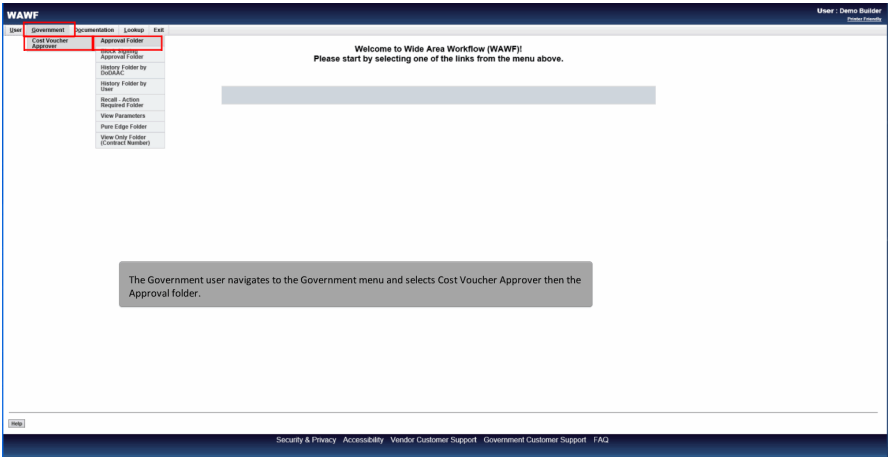 WAWF
User : Demo Builder
Printer Friendly
User Government Documentation Lookup Exit
Cost Voucher
Approver
Approval Folder
Block Signing
Approval Folder
History Folder by
DoDAAC
History Folder by
User
Recall - Action
Required Folder
View Parameters
Pure Edge Folder
View Only Folder
(Contract Number)
Welcome to Wide Area Workflow (WAWF)!
Please start by selecting one of the links from the menu above.
The Government user navigates to the Government menu and selects Cost Voucher Approver then the
Approval folder.
Help
Security & Privacy Accessibility Vendor Customer Support Government Customer Support FAQ